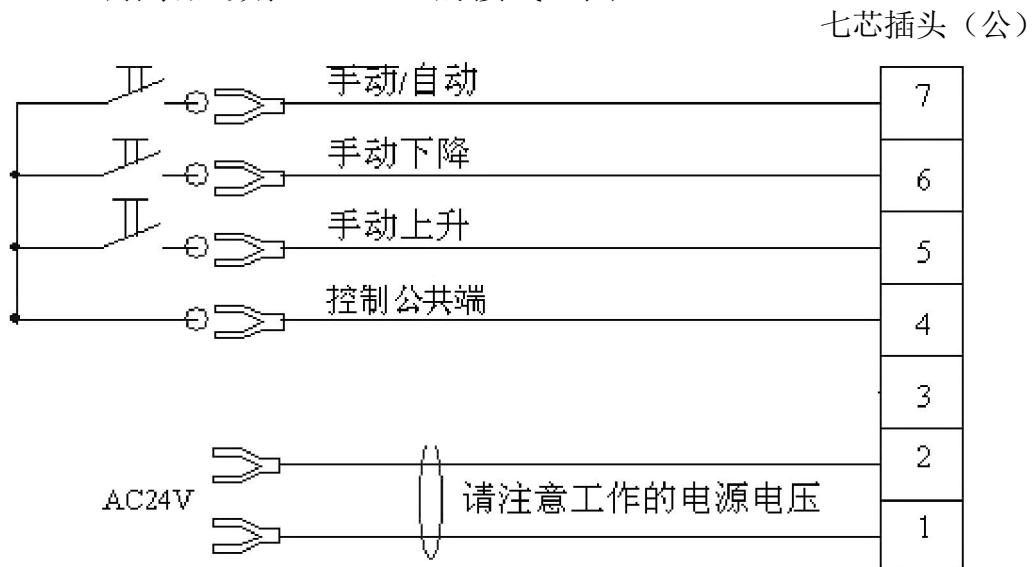 七芯插头（公）
手动/自动
7
手动下降
6
手动上升
5
控制公共端
4
3
2
AC24V
请注意工作的电源电压
1